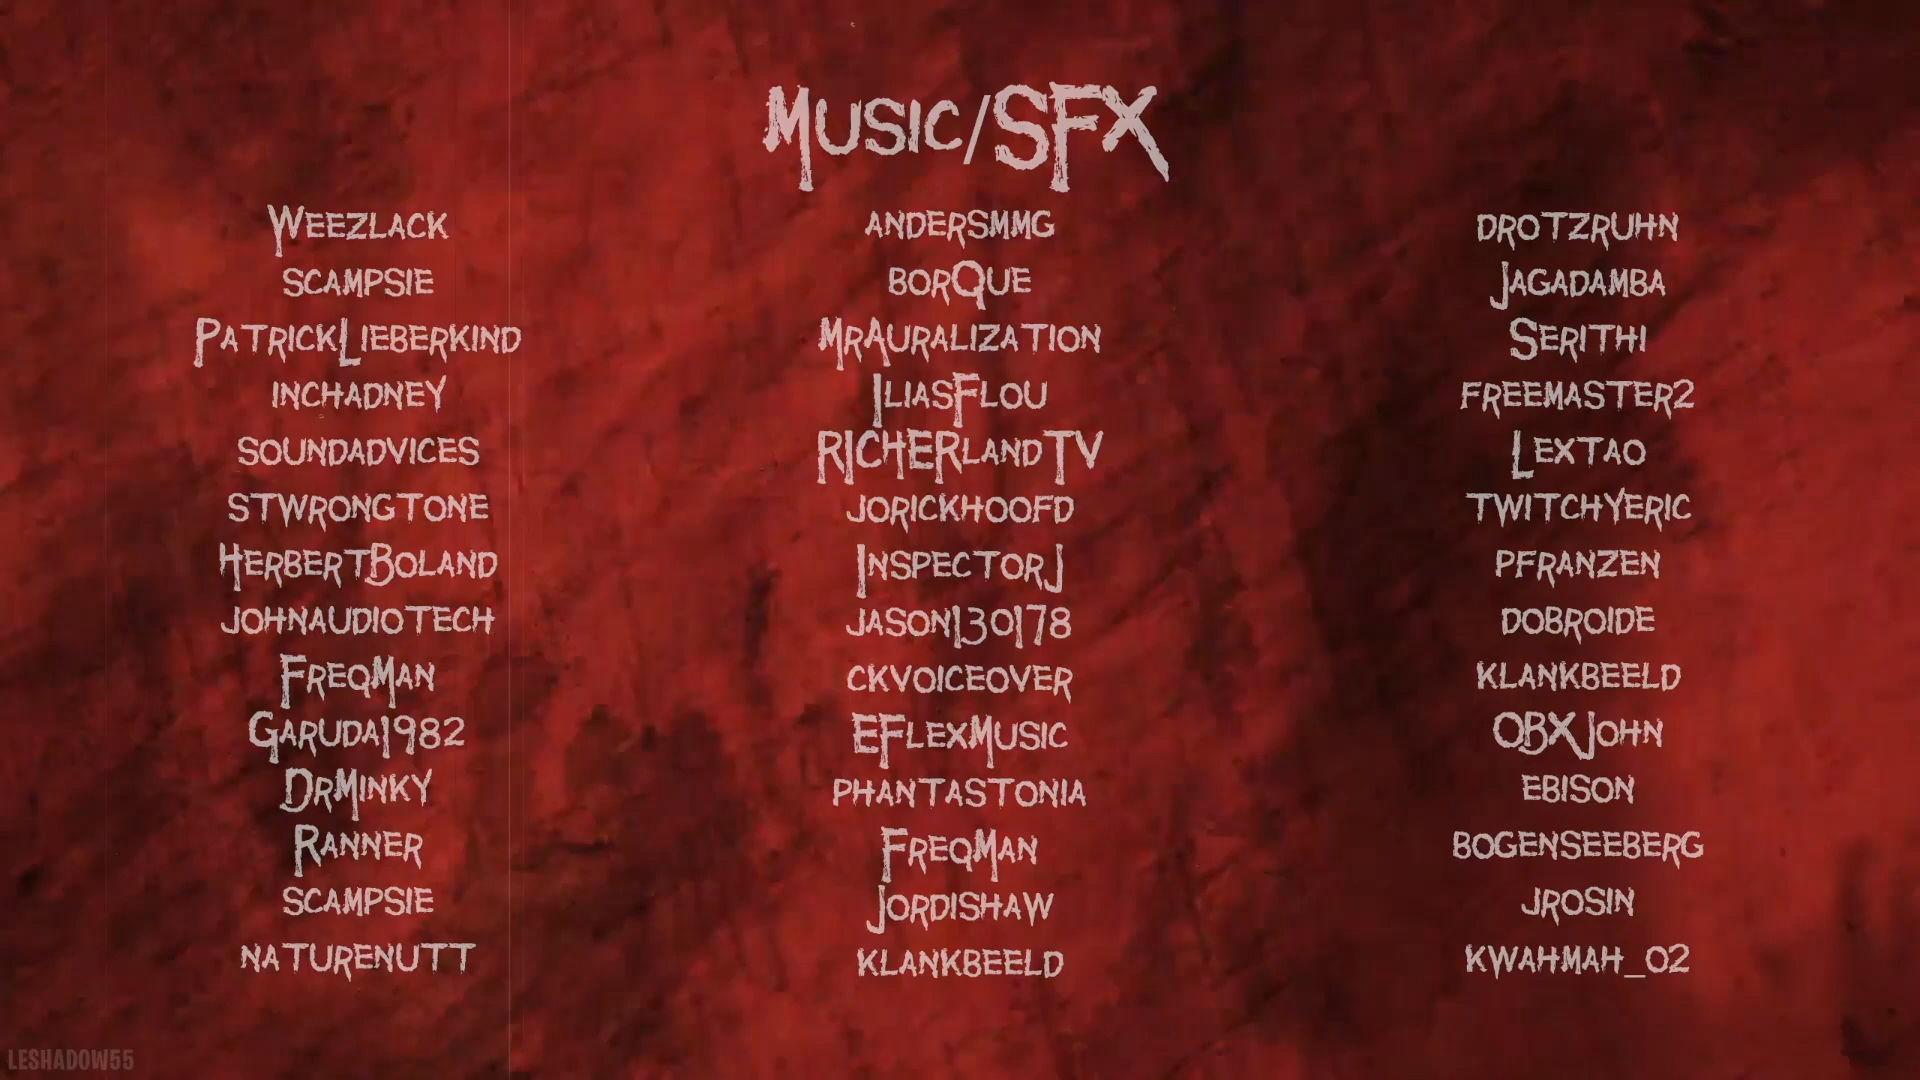 Music/SFX
Weezlack
scampsie
PatrickLieberkind
inchadney
soundadvices
stwrongtone
HerbertBoland
johnaudiotech
FreqMan
Garuda1982
DrMinky
Ranner
scampsie
naturenutt
andersmmg
borQue
MrAuralization
IliasFlou
RICHERlandTV
jorickhoofd
InspectorJ
jason130178
ckvoiceover
EFlexMusic
phantastonia
FreqMan
Jordishaw
klankbeeld
drotzruhn
Jagadamba
Serithi
freemaster2
Lextao
twitchYeric
pfranzen
dobroide
klankbeeld
OBXJohn
ebison
bogenseeberg
jrosin
kwahmah_02
LESHADOW55